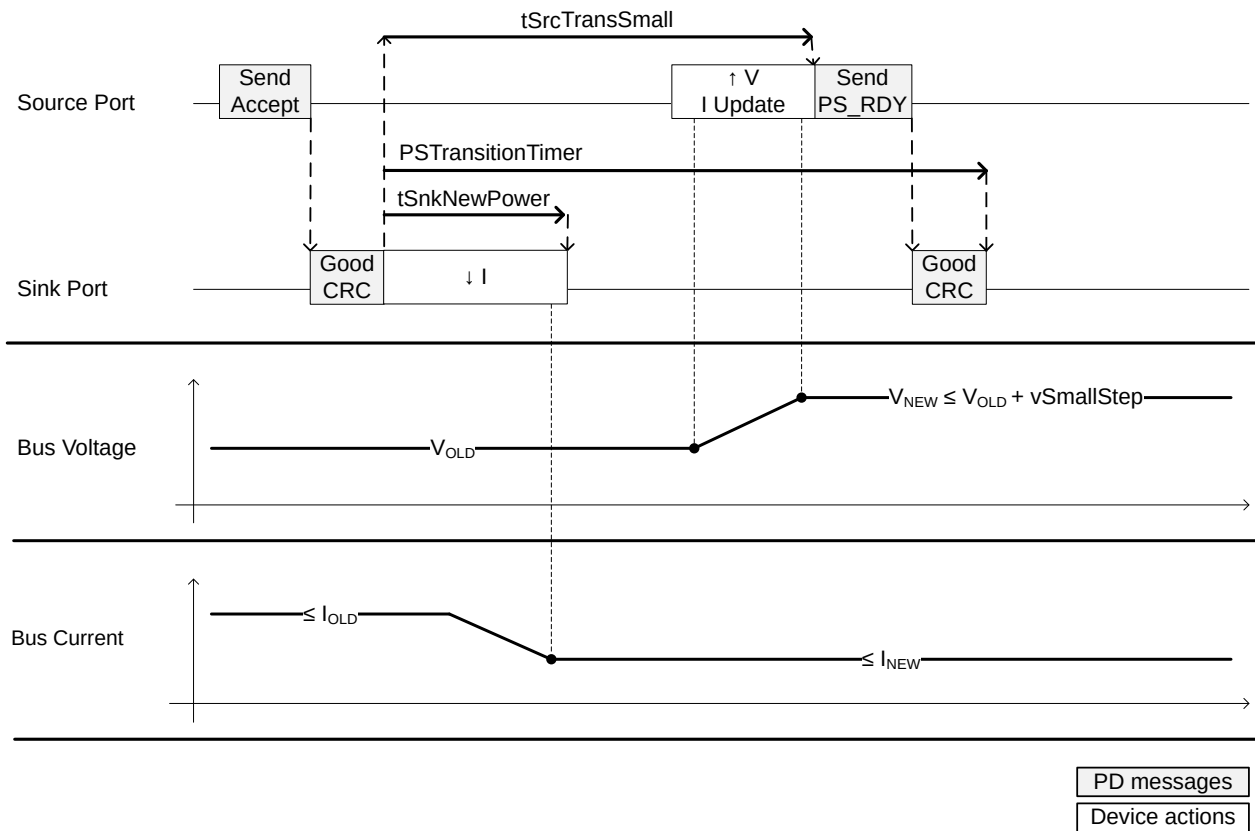 tSrcTransSmall
Source Port
Send
Accept
↑ V
I Update
Send
PS_RDY
PSTransitionTimer
tSnkNewPower
Sink Port
Good
CRC
↓ I
Good
CRC
Bus Voltage
VOLD
VNEW ≤ VOLD + vSmallStep
Bus Current
≤ IOLD
≤ INEW
PD messages
Device actions